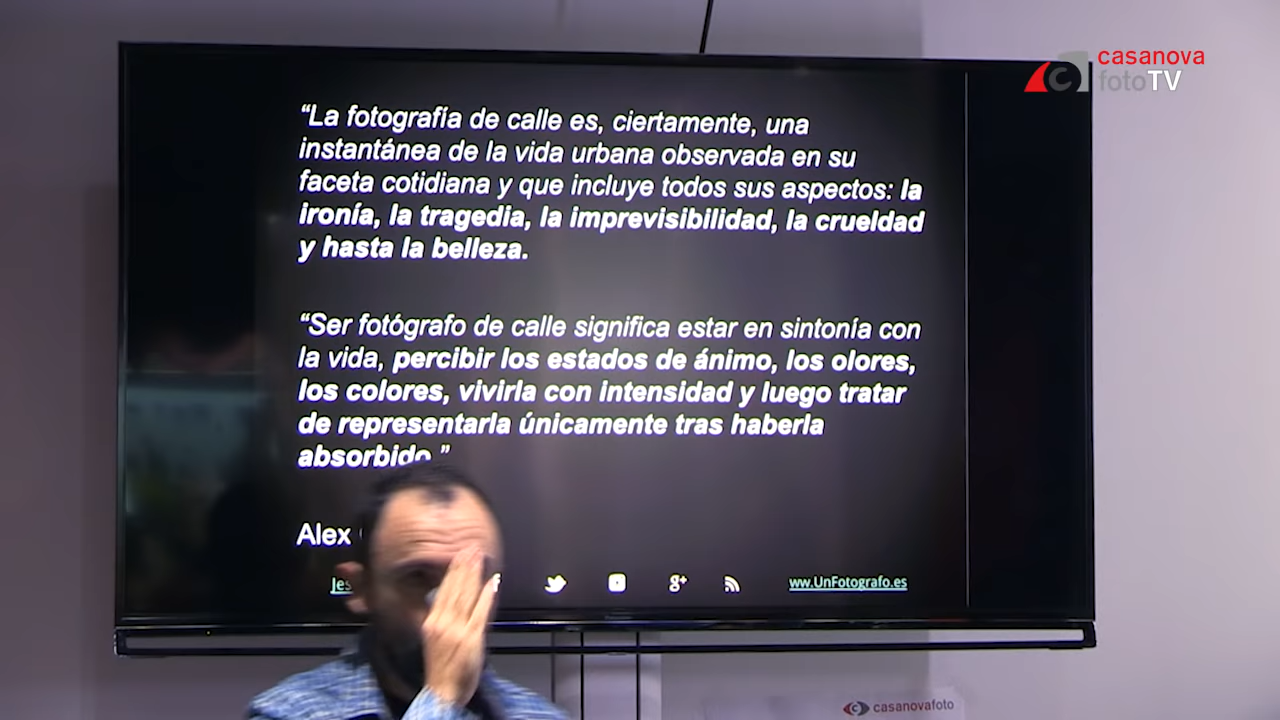 casanova
fotoTV
“La fotografía de calle es, ciertamente, una
instantánea de la vida urbana observada en su
faceta cotidiana y que incluye todos sus aspectos: la
ironía, la tragedia, la imprevisibilidad, la crueldad
y hasta la belleza.
“Ser fotógrafo de calle significa estar en sintonía con
la vida, percibir los estados de ánimo, los olores,
los colores, vivirla con intensidad y luego tratar
de representarla únicamente tras haberla
absorbido.”
Alex
ww.UnFotografo.es
casanovafoto